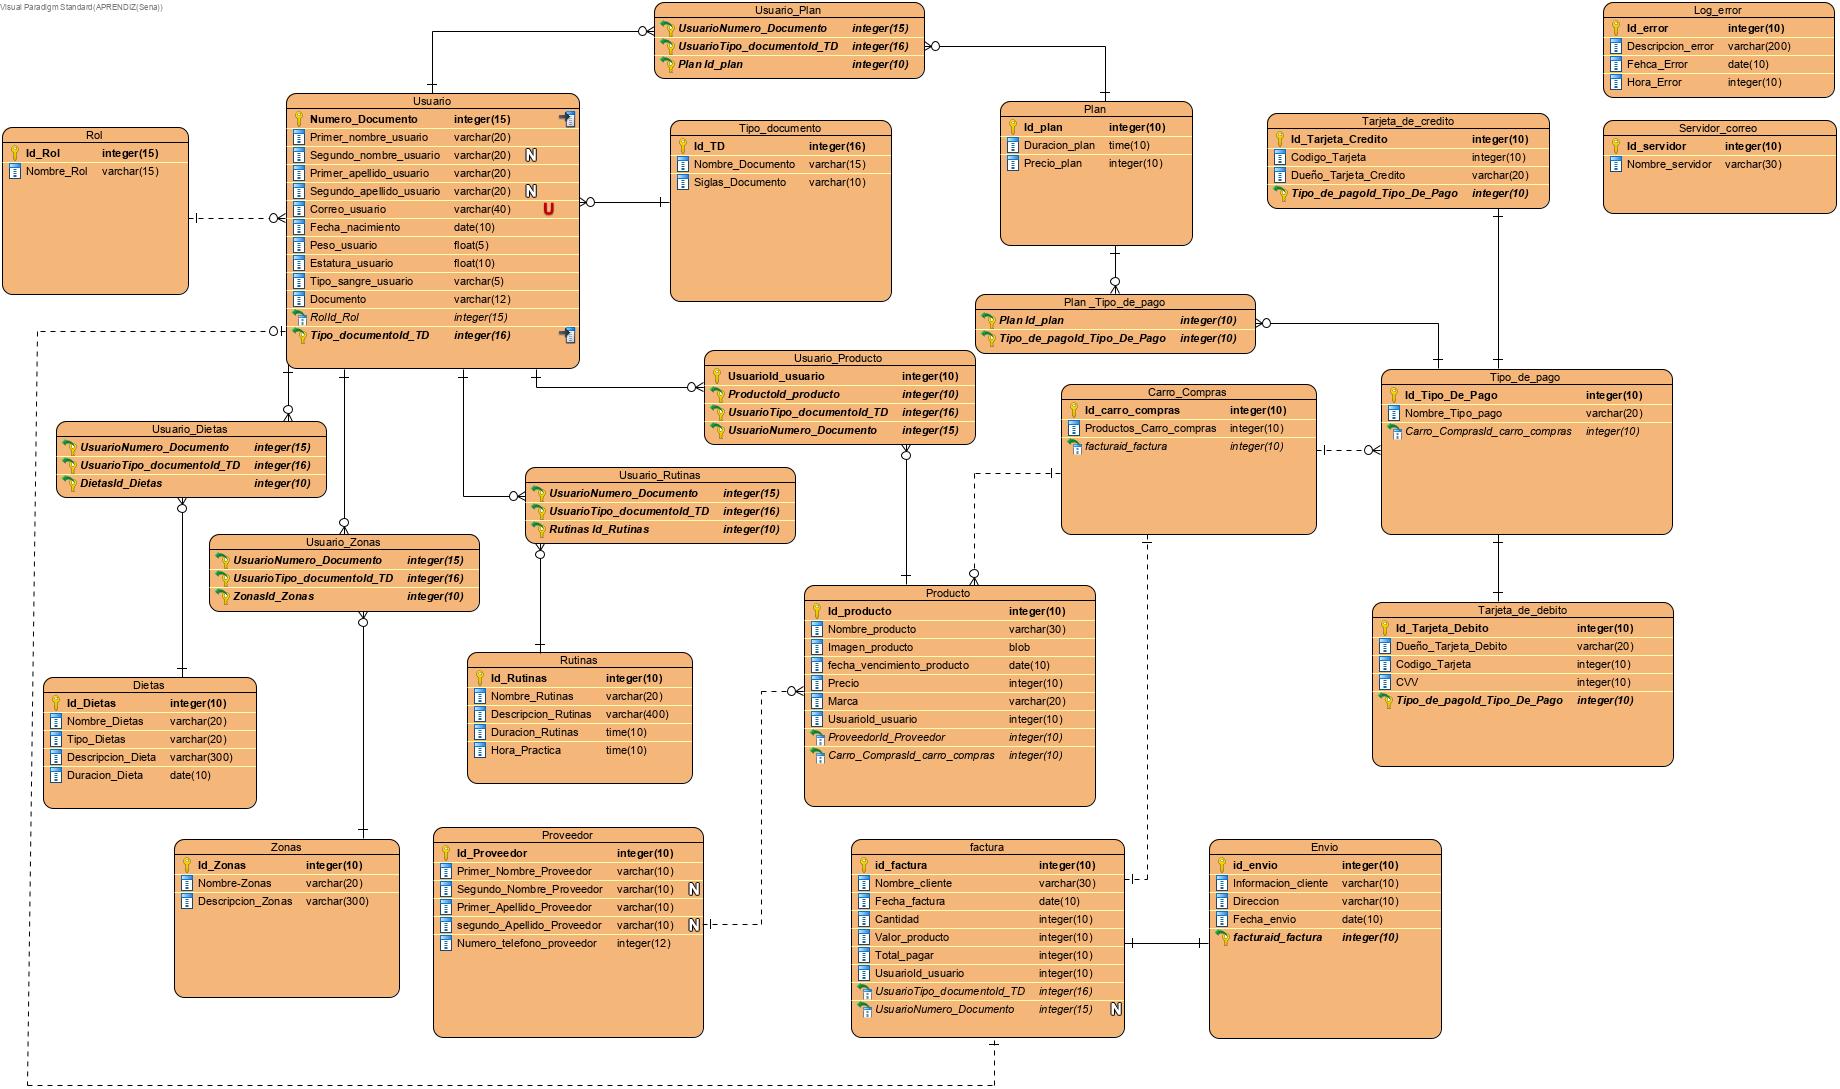 Visual Paradigm Standard(APRENDIZ(Sena))
Usuario_Plan
UsuarioNumero_Documento integer(15)
UsuarioTipo_documentoId_TD integer(16)
Plan Id_plan integer(10)
Log_error
Id_error integer(10)
Descripcion_error varchar(200)
Fehca_Error date(10)
Hora_Error integer(10)
Usuario
Numero_Documento integer(15)
Primer_nombre_usuario varchar(20)
Segundo_nombre_usuario varchar(20) N
Primer_apellido_usuario varchar(20)
Segundo_apellido_usuario varchar(20) N
Correo_usuario varchar(40) U
Fecha_nacimiento date(10)
Peso_usuario float(5)
Estatura_usuario float(10)
Tipo_sangre_usuario varchar(5)
Documento varchar(12)
RolId_Rol integer(15)
Tipo_documentoId_TD integer(16)
Rol
Id_Rol integer(15)
Nombre_Rol varchar(15)
Tipo_documento
Id_TD integer(16)
Nombre_Documento varchar(15)
Siglas_Documento varchar(10)
Plan
Id_plan integer(10)
Duracion_plan time(10)
Precio_plan integer(10)
Tarjeta_de_credito
Id_Tarjeta_Credito integer(10)
Codigo_Tarjeta integer(10)
Dueño_Tarjeta_Credito varchar(20)
Tipo_de_pagoId_Tipo_De_Pago integer(10)
Servidor_correo
Id_servidor integer(10)
Nombre_servidor varchar(30)
Plan _Tipo_de_pago
Plan Id_plan integer(10)
Tipo_de_pagoId_Tipo_De_Pago integer(10)
Usuario_Producto
UsuarioId_usuario integer(10)
ProductoId_producto integer(10)
UsuarioTipo_documentoId_TD integer(16)
UsuarioNumero_Documento integer(15)
Carro_Compras
Id_carro_compras integer(10)
Productos_Carro_compras integer(10)
facturaid_factura integer(10)
Tipo_de_pago
Id_Tipo_De_Pago integer(10)
Nombre_Tipo_pago varchar(20)
Carro_ComprasId_carro_compras integer(10)
Usuario_Dietas
UsuarioNumero_Documento integer(15)
UsuarioTipo_documentoId_TD integer(16)
DietasId_Dietas integer(10)
Usuario_Rutinas
UsuarioNumero_Documento integer(15)
UsuarioTipo_documentoId_TD integer(16)
Rutinas Id_Rutinas integer(10)
Usuario_Zonas
UsuarioNumero_Documento integer(15)
UsuarioTipo_documentoId_TD integer(16)
ZonasId_Zonas integer(10)
Producto
Id_producto integer(10)
Nombre_producto varchar(30)
Imagen_producto blob
fecha_vencimiento_producto date(10)
Precio integer(10)
Marca varchar(20)
UsuarioId_usuario integer(10)
ProveedorId_Proveedor integer(10)
Carro_ComprasId_carro_compras integer(10)
Tarjeta_de_debito
Id_Tarjeta_Debito integer(10)
Dueño_Tarjeta_Debito varchar(20)
Codigo_Tarjeta integer(10)
CVV integer(10)
Tipo_de_pagoId_Tipo_De_Pago integer(10)
Dietas
Id_Dietas integer(10)
Nombre_Dietas varchar(20)
Tipo_Dietas varchar(20)
Descripcion_Dieta varchar(300)
Duracion_Dieta date(10)
Rutinas
Id_Rutinas integer(10)
Nombre_Rutinas varchar(20)
Descripcion_Rutinas varchar(400)
Duracion_Rutinas time(10)
Hora_Practica time(10)
Zonas
Id_Zonas integer(10)
Nombre-Zonas varchar(20)
Descripcion_Zonas varchar(300)
Proveedor
Id_Proveedor integer(10)
Primer_Nombre_Proveedor varchar(10)
Segundo_Nombre_Proveedor varchar(10) N
Primer_Apellido_Proveedor varchar(10)
segundo_Apellido_Proveedor varchar(10) N
Numero_telefono_proveedor integer(12)
factura
id_factura integer(10)
Nombre_cliente varchar(30)
Fecha_factura date(10)
Cantidad integer(10)
Valor_producto integer(10)
Total_pagar integer(10)
UsuarioId_usuario integer(10)
UsuarioTipo_documentoId_TD integer(16)
UsuarioNumero_Documento integer(15) N
Envio
id_envio integer(10)
Informacion_cliente varchar(10)
Direccion varchar(10)
Fecha_envio date(10)
facturaid_factura integer(10)